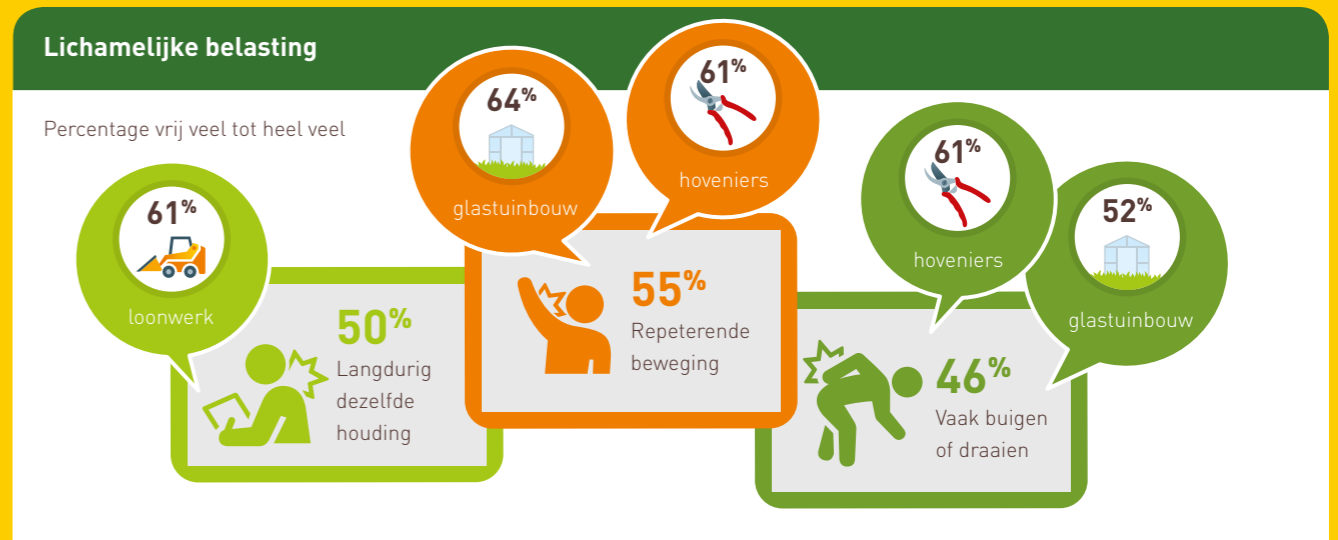 Lichamelijke belasting
Percentage vrij veel tot heel veel
61%
loonwerk
50%
Langdurig
dezelfde
houding
64%
glastuinbouw
61%
hoveniers
55%
Repeterende
beweging
61%
hoveniers
52%
glastuinbouw
46%
Vaak buigen
of draaien